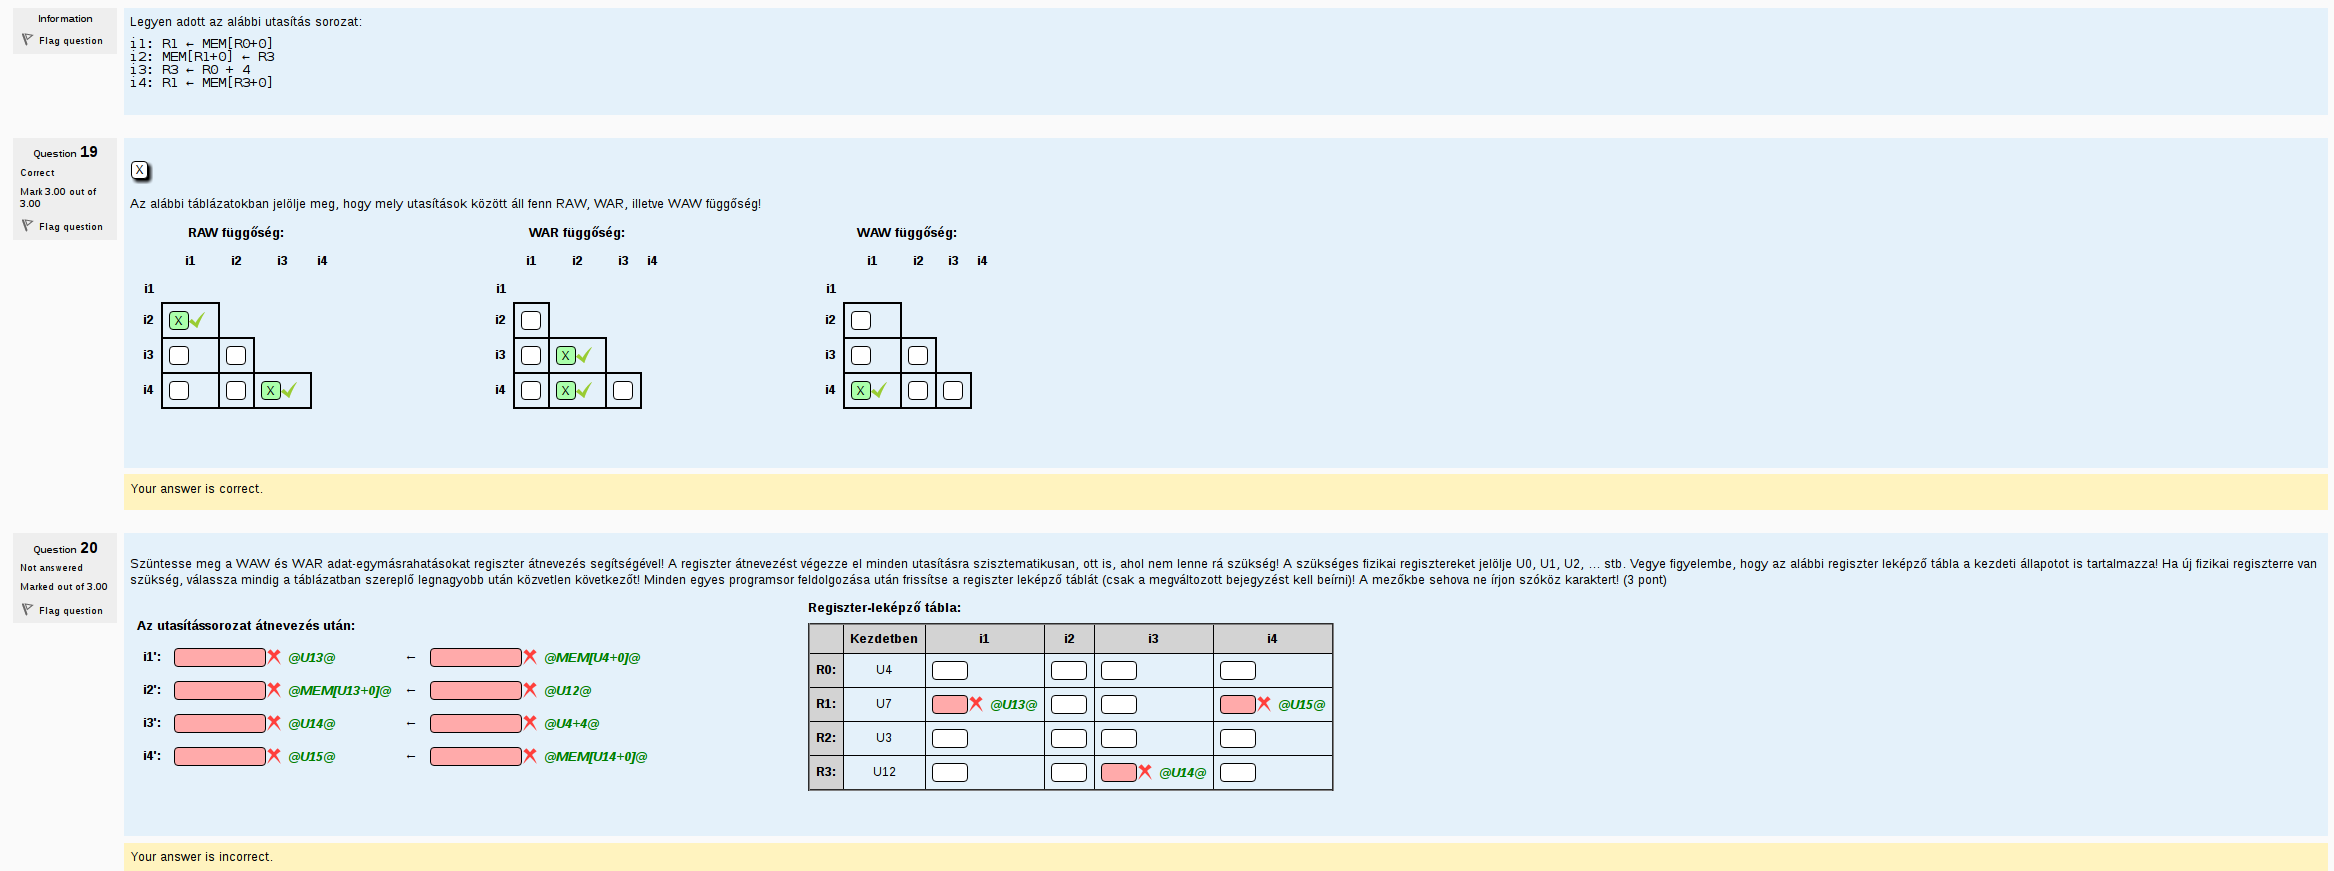 Information
Flag question
Legyen adott az alábbi utasítás sorozat:
i1: R1 ← MEM[R0+0]
i2: MEM[R1+0] ← R3
i3: R3 ← R0 + 4
i4: R1 ← MEM[R3+0]
Question 19
Correct
Mark 3.00 out of
3.00
Flag question
X
Az alábbi táblázatokban jelölje meg, hogy mely utasítások között áll fenn RAW, WAR, illetve WAW függőség!
RAW függőség:
i1 i2 i3 i4
i1
i2 X
i3
i4 X
WAR függőség:
i1 i2 i3 i4
i1
i2
i3 X
i4 X
WAW függőség:
i1 i2 i3 i4
i1
i2
i3
i4 X
Your answer is correct.
Question 20
Not answered
Marked out of 3.00
Flag question
Szüntesse meg a WAW és WAR adat-egymásrahatásokat regiszter átnevezés segítségével! A regiszter átnevezést végezze el minden utasításra szisztematikusan, ott is, ahol nem lenne rá szükség! A szükséges fizikai regisztereket jelölje U0, U1, U2, ... stb. Vegye figyelembe, hogy az alábbi regiszter leképző tábla a kezdeti állapotot is tartalmazza! Ha új fizikai regiszterre van
szükség, válassza mindig a táblázatban szereplő legnagyobb után közvetlen következőt! Minden egyes programsor feldolgozása után frissítse a regiszter leképző táblát (csak a megváltozott bejegyzést kell beírni)! A mezőkbe sehova ne írjon szóköz karaktert! (3 pont)
Az utasítássorozat átnevezés után:
i1': @U13@ ← @MEM[U4+0]@
i2': @MEM[U13+0]@ ← @U12@
i3': @U14@ ← @U4+4@
i4': @U15@ ← @MEM[U14+0]@
Regiszter-leképző tábla:
Kezdetben i1 i2 i3 i4
R0: U4
R1: U7 @U13@ @U15@
R2: U3
R3: U12 @U14@
Your answer is incorrect.